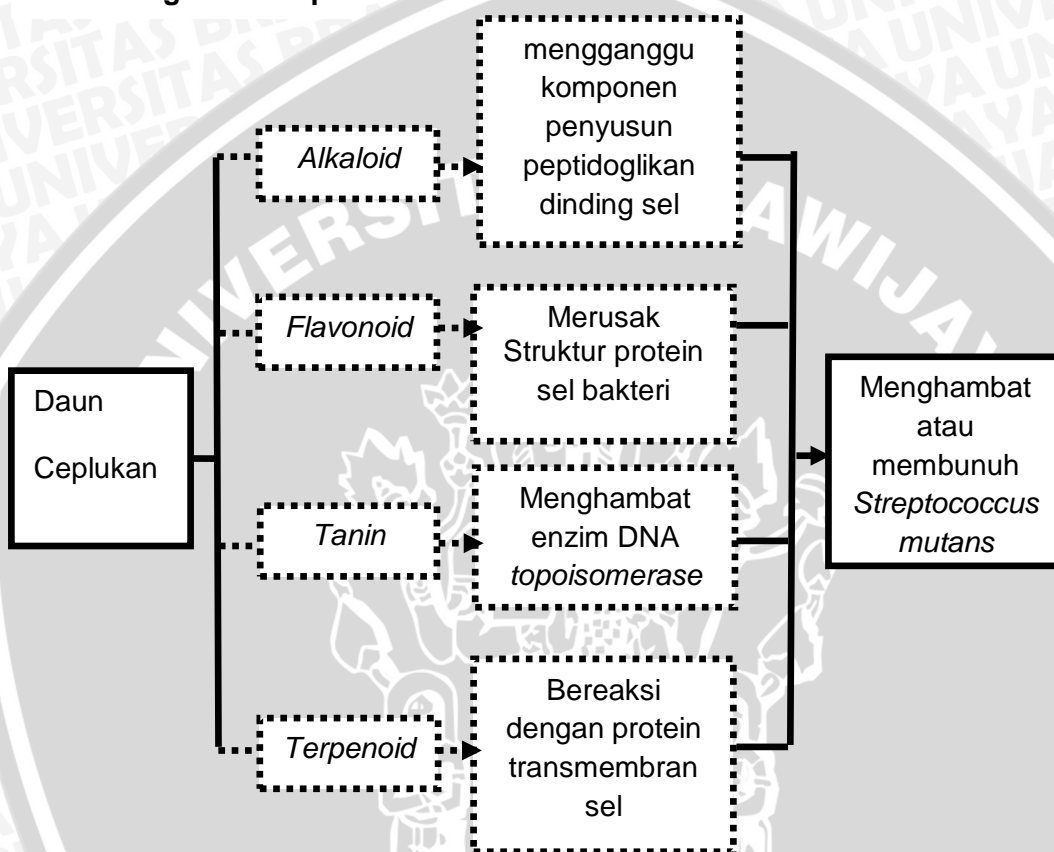 mengganggu
komponen
penyusun
peptidoglikan
dinding sel
Alkaloid
Flavonoid
Merusak
Struktur protein
sel bakteri
Daun
Ceplukan
Menghambat
atau
membunuh
Streptococcus
mutans
Tanin
Menghambat
enzim DNA
topoisomerase
Terpenoid
Bereaksi
dengan protein
transmembran
sel